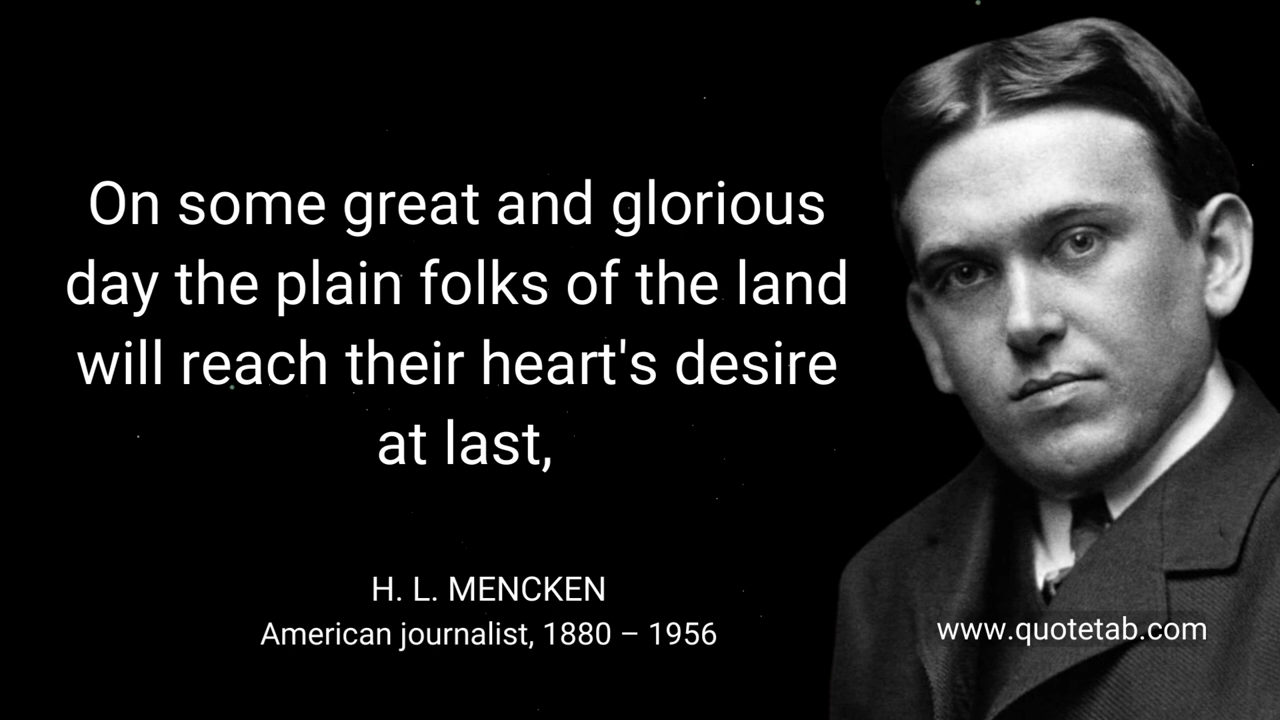 On some great and glorious
day the plain folks of the land
will reach their heart's desire
at last,
H. L. MENCKEN
American journalist, 1880 – 1956
www.quotetab.com